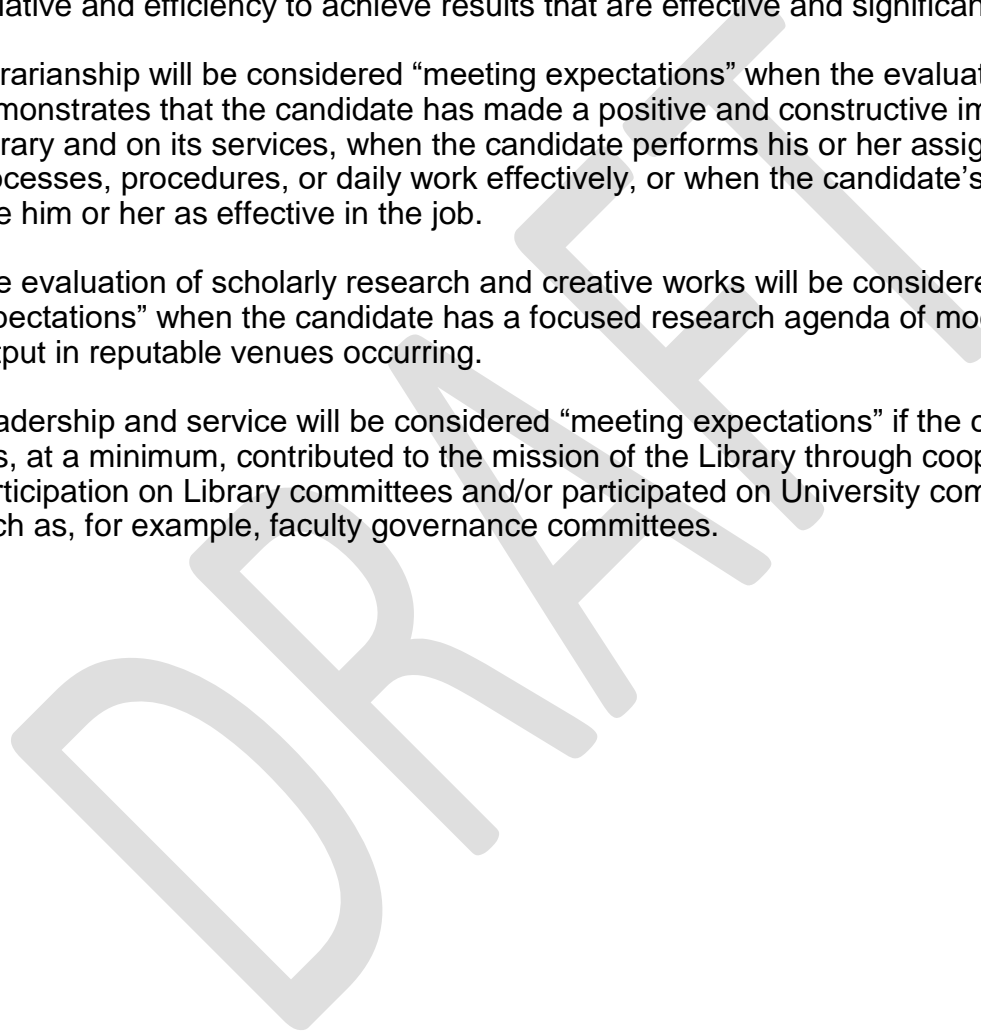 ative and efficiency to achieve results that are effective and significan
rarianship will be considered “meeting expectations” when the evaluat
monstrates that the candidate has made a positive and constructive im
rary and on its services, when the candidate performs his or her assig
ocesses, procedures, or daily work effectively, or when the candidate’s
e him or her as effective in the job.
e evaluation of scholarly research and creative works will be considere
pectations” when the candidate has a focused research agenda of mod
tput in reputable venues occurring.
adership and service will be considered “meeting expectations” if the c
s, at a minimum, contributed to the mission of the Library through coop
rticipation on Library committees and/or participated on University com
ch as, for example, faculty governance committees.
DRAFT